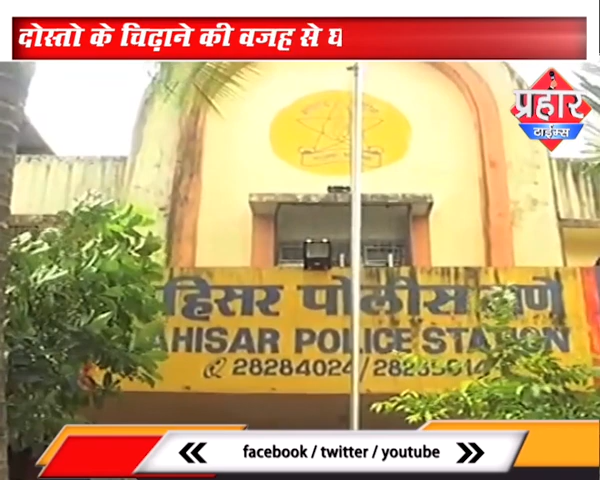 दोस्तो के चिढ़ाने की वजह से घ
प्रहार
टाईम्स
हिसर पोलीस ठाणे
AHISAR POLICE STATION
28284024/
facebook / twitter / youtube